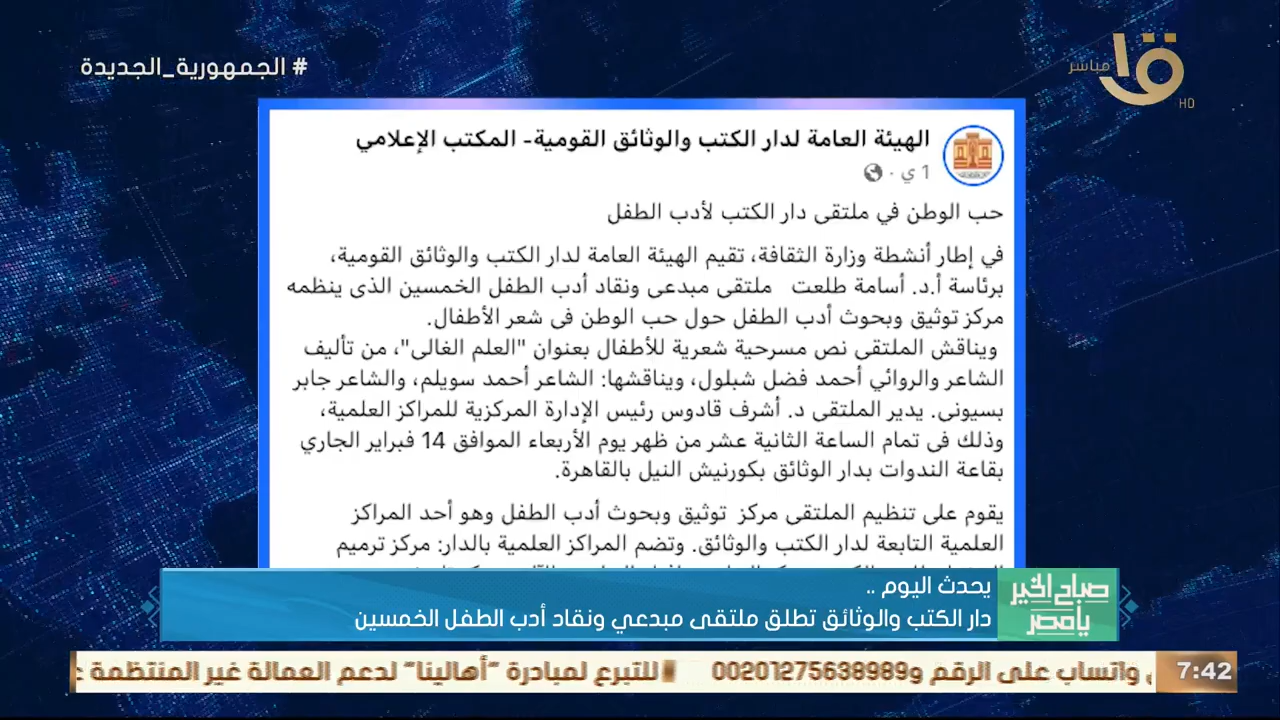 # الجمهورية_الجديدة
مباشر
HD
الهيئة العامة لدار الكتب والوثائق القومية- المكتب الإعلامي
1 ي ·
حب الوطن في ملتقى دار الكتب لأدب الطفل
في إطار أنشطة وزارة الثقافة، تقيم الهيئة العامة لدار الكتب والوثائق القومية،
برئاسة أ.د. أسامة طلعت ملتقى مبدعى ونقاد أدب الطفل الخمسين الذى ينظمه
مركز توثيق وبحوث أدب الطفل حول حب الوطن فى شعر الأطفال.
ويناقش الملتقى نص مسرحية شعرية للأطفال بعنوان "العلم الغالى"، من تأليف
الشاعر والروائي أحمد فضل شبلول، ويناقشها: الشاعر أحمد سويلم، والشاعر جابر
بسيونى. يدير الملتقى د. أشرف قادوس رئيس الإدارة المركزية للمراكز العلمية،
وذلك فى تمام الساعة الثانية عشر من ظهر يوم الأربعاء الموافق 14 فبراير الجاري
بقاعة الندوات بدار الوثائق بكورنيش النيل بالقاهرة.
يقوم على تنظيم الملتقى مركز توثيق وبحوث أدب الطفل وهو أحد المراكز
العلمية التابعة لدار الكتب والوثائق. وتضم المراكز العلمية بالدار: مركز ترميم
صباح الخير
يا مصر
يحدث اليوم ..
دار الكتب والوثائق تطلق ملتقى مبدعي ونقاد أدب الطفل الخمسين
واتساب على الرقم و00201275638989 للتبرع لمبادرة "أهالينا" لدعم العمالة غير المنتظمة
7:42